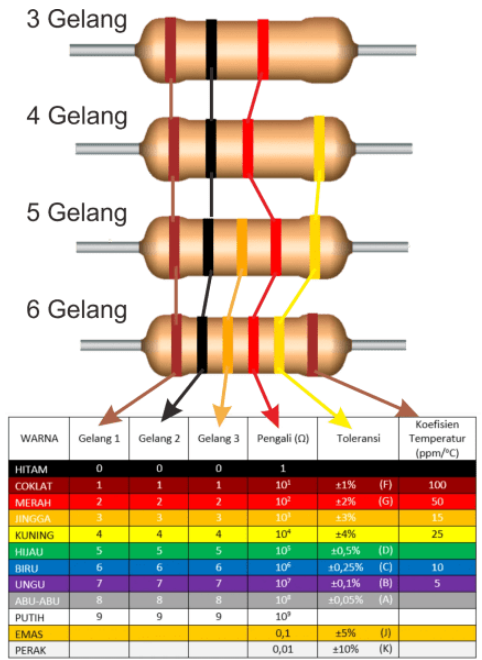 3 Gelang
4 Gelang
5 Gelang
6 Gelang
WARNA Gelang 1 Gelang 2 Gelang 3 Pengali (Ω) Toleransi Koefisien Temperatur (ppm/°C)
HITAM 0 0 0 1
COKLAT 1 1 1 10¹ ±1% (F) 100
MERAH 2 2 2 10² ±2% (G) 50
JINGGA 3 3 3 10³ ±3% 15
KUNING 4 4 4 10⁴ ±4% 25
HIJAU 5 5 5 10⁵ ±0,5% (D)
BIRU 6 6 6 10⁶ ±0,25% (C) 10
UNGU 7 7 7 10⁷ ±0,1% (B) 5
ABU-ABU 8 8 8 10⁸ ±0,05% (A)
PUTIH 9 9 9 10⁹
EMAS 0,1 ±5% (J)
PERAK 0,01 ±10% (K)